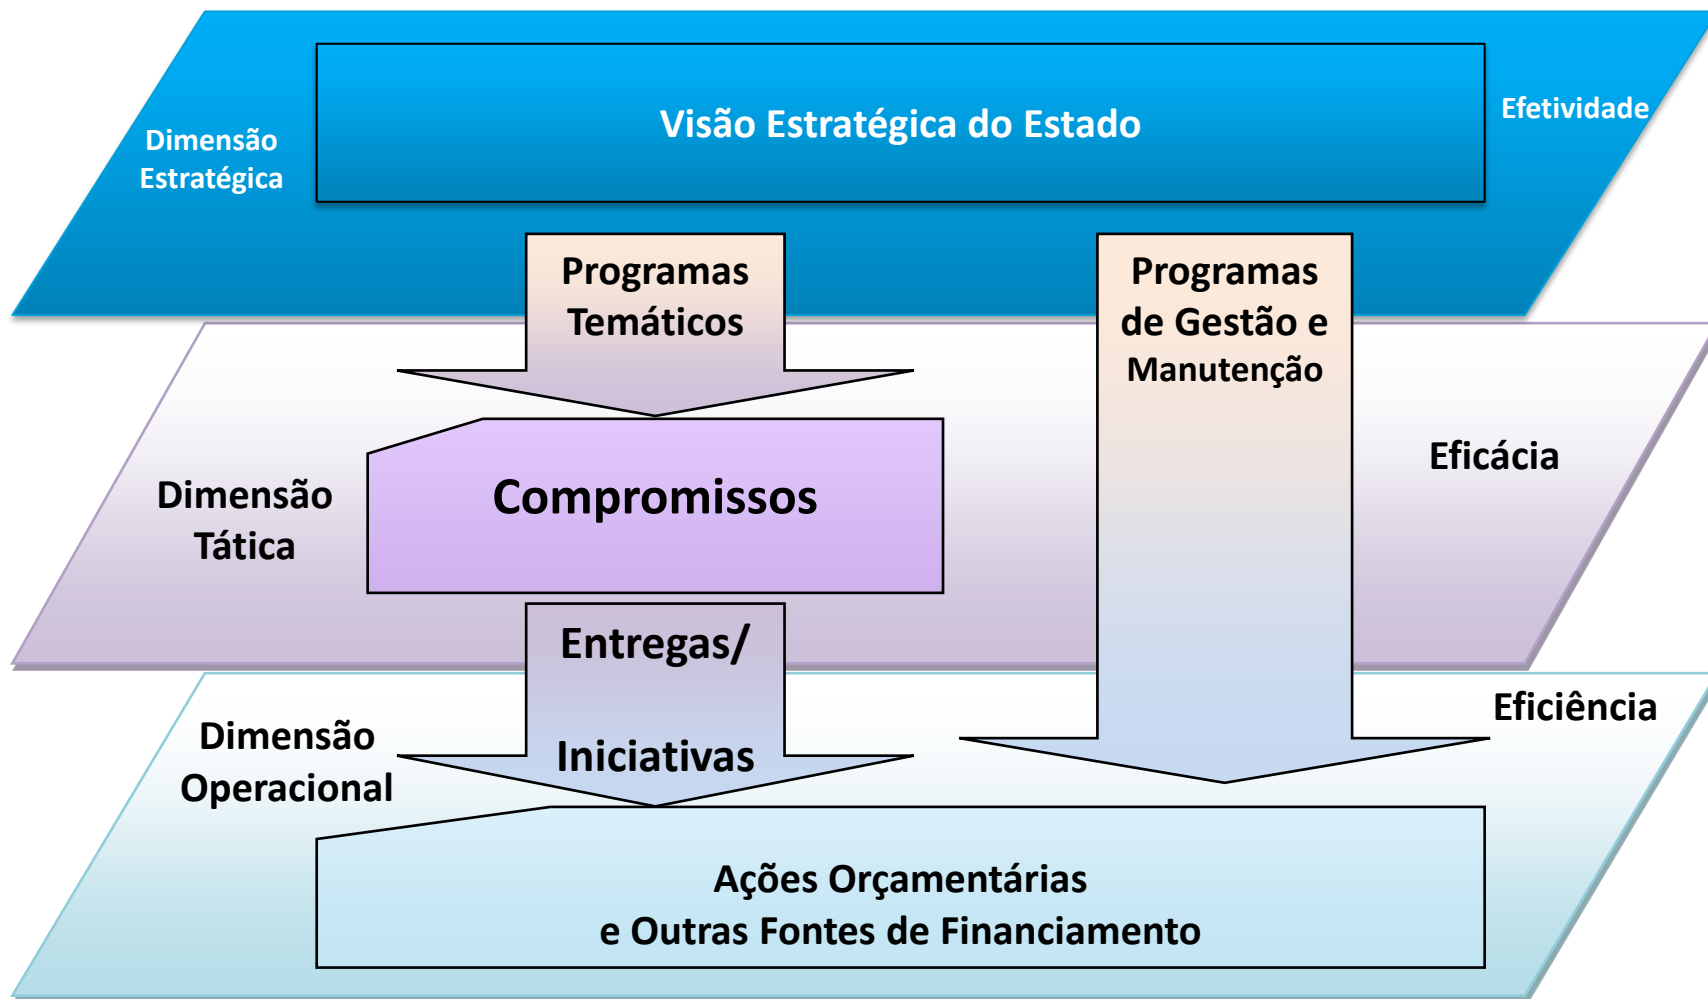 Visão Estratégica do Estado
Efetividade
Dimensão
Estratégica
Programas
Temáticos
Programas
de Gestão e
Manutenção
Eficácia
Dimensão
Tática
Compromissos
Entregas/
Iniciativas
Eficiência
Dimensão
Operacional
Ações Orçamentárias
e Outras Fontes de Financiamento